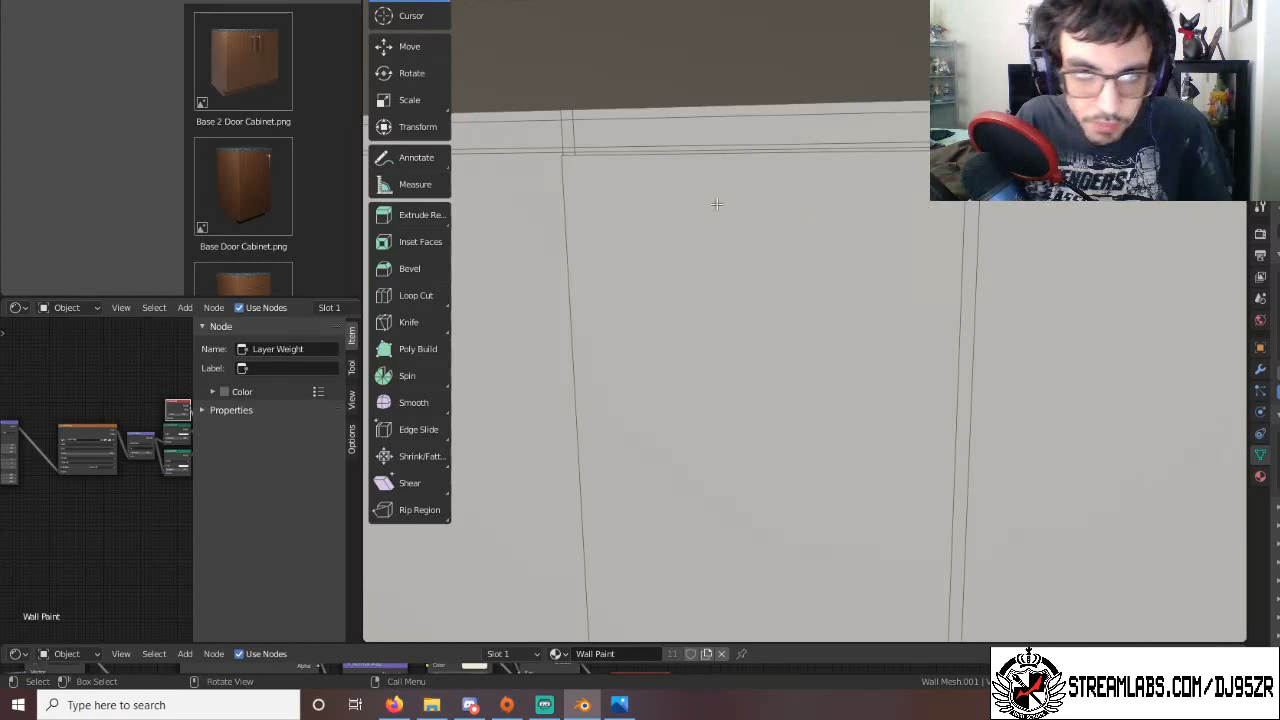 Cursor
Move
Rotate
Scale
Transform
Annotate
Measure
Extrude Re...
Inset Faces
Bevel
Loop Cut
Knife
Poly Build
Spin
Smooth
Edge Slide
Shrink/Fatt...
Shear
Rip Region
Base 2 Door Cabinet.png
Base Door Cabinet.png
Object View Select Add Node Use Nodes Slot 1
Node
Name: Layer Weight
Label:
Color
Properties
Item
Tool
View
Options
Wall Paint
Object View Select Add Node Use Nodes Slot 1 Wall Paint 11
Alpha Color
Select Box Select Rotate View Call Menu Wall Mesh.001 |
STREAMLABS.COM/DJ95ZR
Type here to search